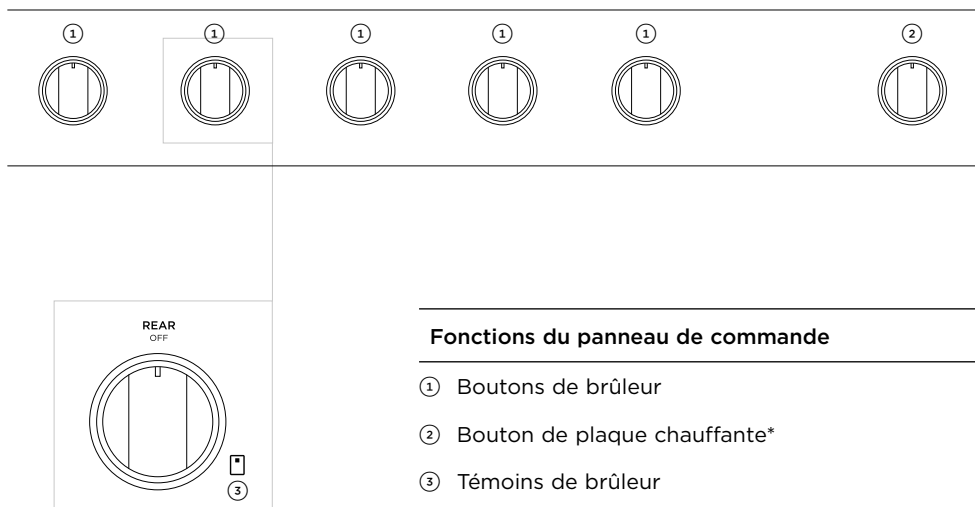 ① ① ① ① ① ②
REAR
OFF
③
Fonctions du panneau de commande
① Boutons de brûleur
② Bouton de plaque chauffante*
③ Témoins de brûleur